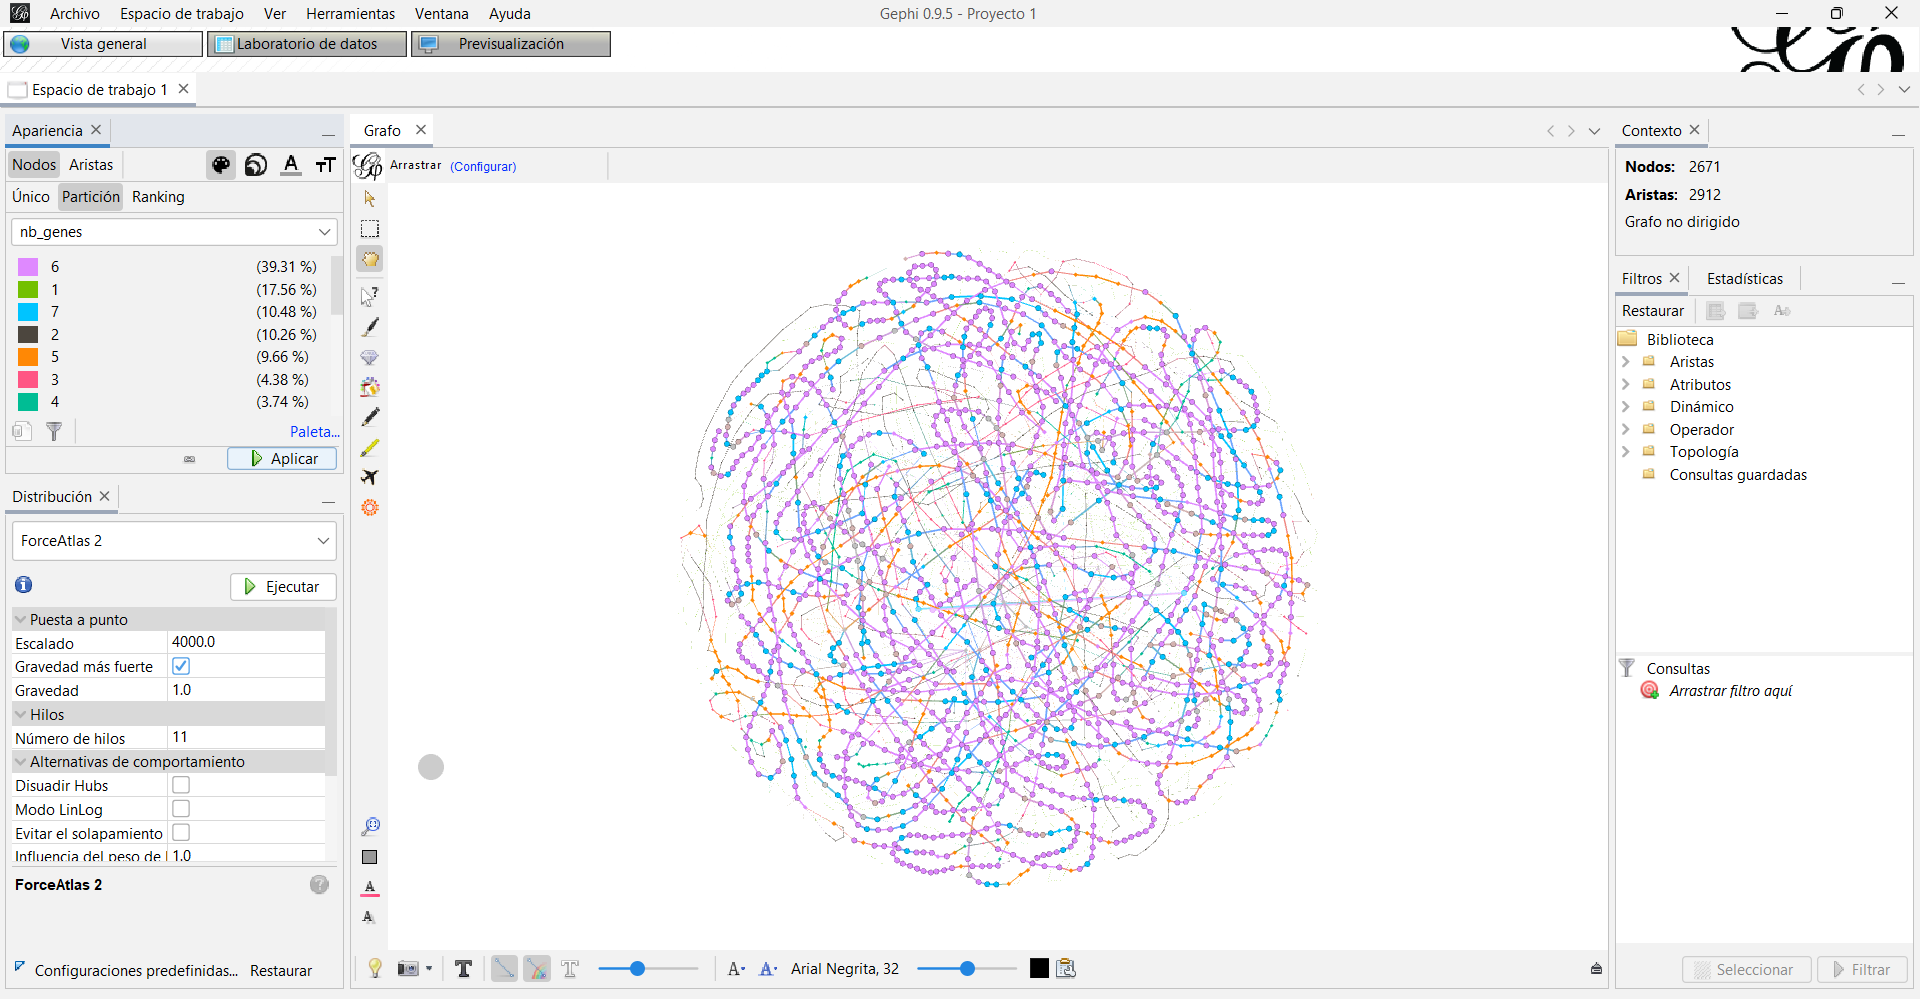 Archivo Espacio de trabajo Ver Herramientas Ventana Ayuda
Gephi 0.9.5 - Proyecto 1
Vista general
Laboratorio de datos
Previsualización
Espacio de trabajo 1
Apariencia
Nodos Aristas
Único Partición Ranking
nb_genes
6 (39.31 %)
1 (17.56 %)
7 (10.48 %)
2 (10.26 %)
5 (9.66 %)
3 (4.38 %)
4 (3.74 %)
Paleta...
Aplicar
Distribución
ForceAtlas 2
Ejecutar
Puesta a punto
Escalado 4000.0
Gravedad más fuerte
Gravedad 1.0
Hilos
Número de hilos 11
Alternativas de comportamiento
Disuadir Hubs
Modo LinLog
Evitar el solapamiento
Influencia del peso de 1.0
ForceAtlas 2
Configuraciones predefinidas... Restaurar
Grafo
Arrastrar (Configurar)
Arial Negrita, 32
Contexto
Nodos: 2671
Aristas: 2912
Grafo no dirigido
Filtros Estadísticas
Restaurar
Biblioteca
Aristas
Atributos
Dinámico
Operador
Topología
Consultas guardadas
Consultas
Arrastrar filtro aquí
Seleccionar Filtrar